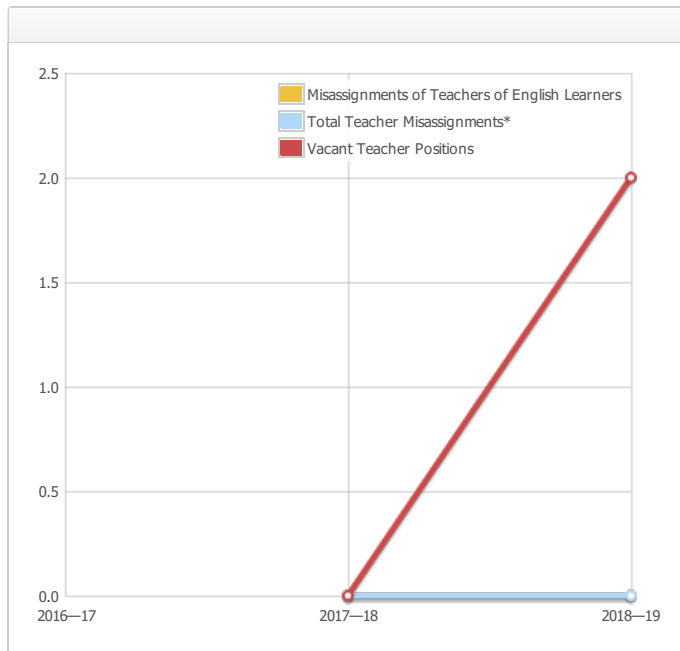 2.5
Misassignments of Teachers of English Learners
Total Teacher Misassignments*
Vacant Teacher Positions
2.0
1.5
1.0
0.5
0.0
2016—17 2017—18 2018—19